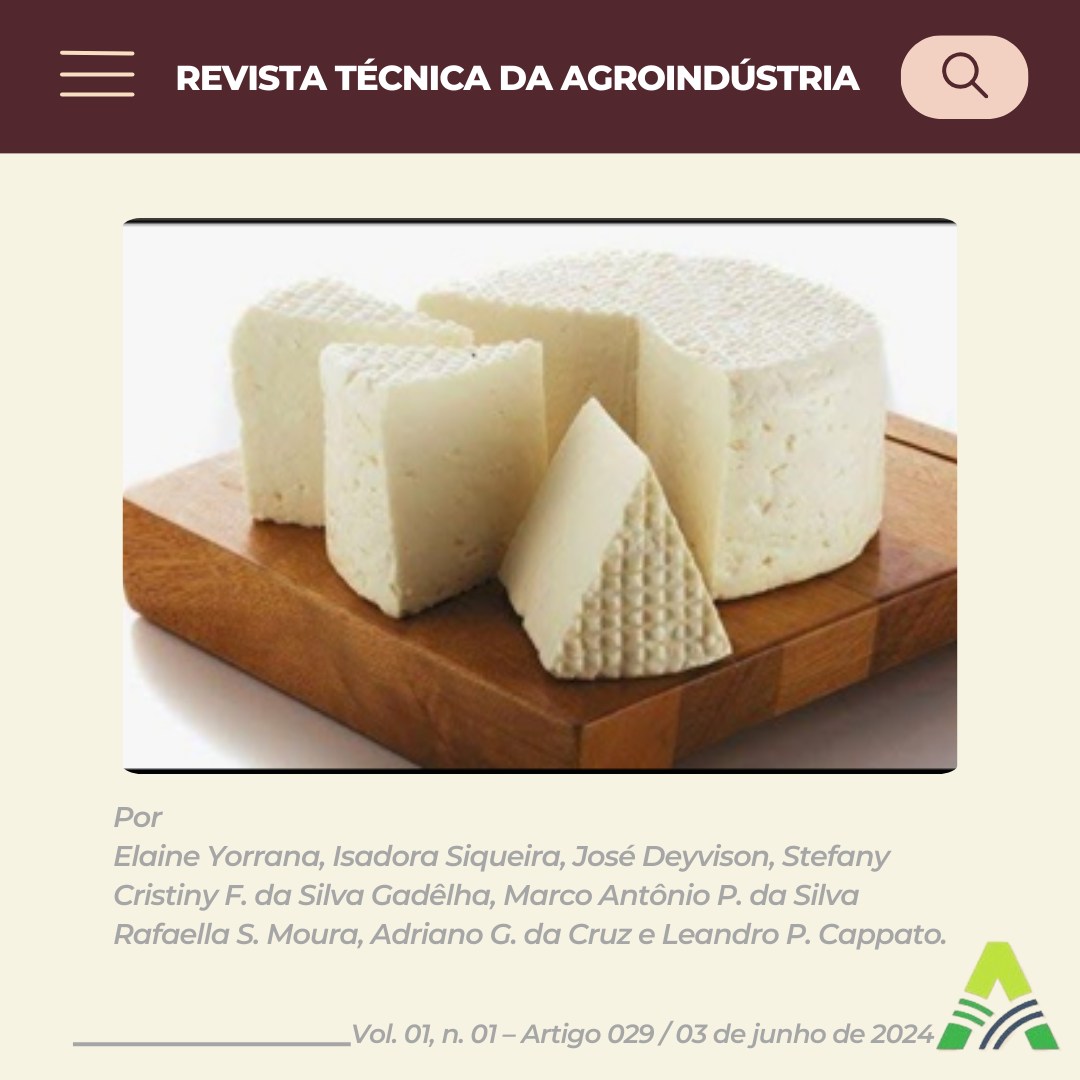 REVISTA TÉCNICA DA AGROINDÚSTRIA
Por
Elaine Yorrana, Isadora Siqueira, José Deyvison, Stefany
Cristiny F. da Silva Gadêlha, Marco Antônio P. da Silva
Rafaella S. Moura, Adriano G. da Cruz e Leandro P. Cappato.
Vol. 01, n. 01 – Artigo 029 / 03 de junho de 2024